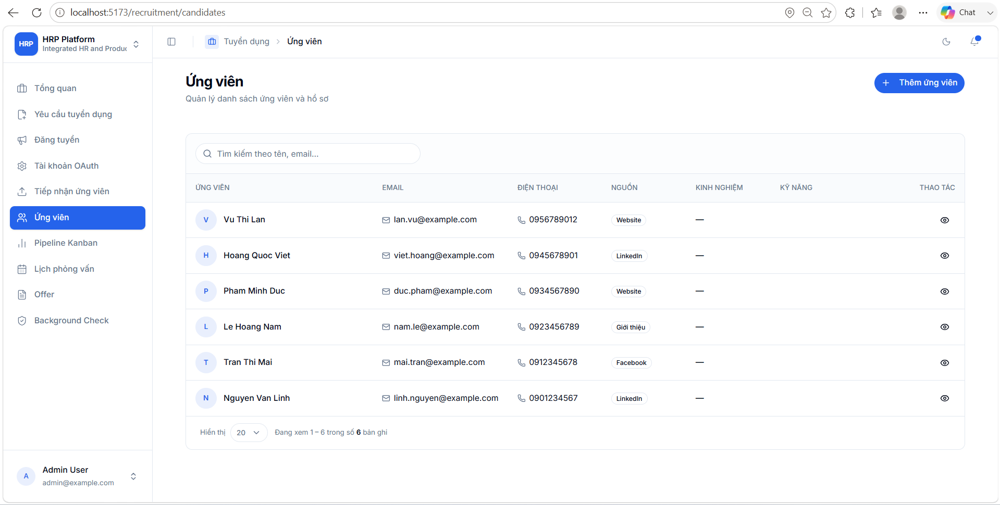 localhost:5173/recruitment/candidates
Chat
HRP
HRP Platform
Integrated HR and Produc
Tuyển dụng
Ứng viên
Tổng quan
Yêu cầu tuyển dụng
Đăng tuyển
Tài khoản OAuth
Tiếp nhận ứng viên
Ứng viên
Pipeline Kanban
Lịch phỏng vấn
Offer
Background Check
A
Admin User
admin@example.com
Ứng viên
Quản lý danh sách ứng viên và hồ sơ
Thêm ứng viên
Tìm kiếm theo tên, email...
ỨNG VIÊN EMAIL ĐIỆN THOẠI NGUỒN KINH NGHIỆM KỸ NĂNG THAO TÁC
V Vu Thi Lan lan.vu@example.com 0956789012 Website —
H Hoang Quoc Viet viet.hoang@example.com 0945678901 LinkedIn —
P Pham Minh Duc duc.pham@example.com 0934567890 Website —
L Le Hoang Nam nam.le@example.com 0923456789 Giới thiệu —
T Tran Thi Mai mai.tran@example.com 0912345678 Facebook —
N Nguyen Van Linh linh.nguyen@example.com 0901234567 LinkedIn —
Hiển thị 20 Đang xem 1 – 6 trong số 6 bản ghi